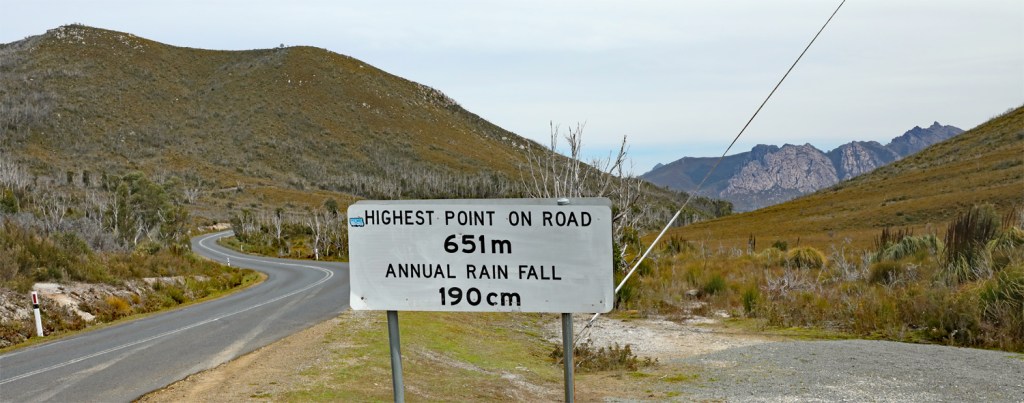 HIGHEST POINT ON ROAD
651m
ANNUAL RAIN FALL
190cm